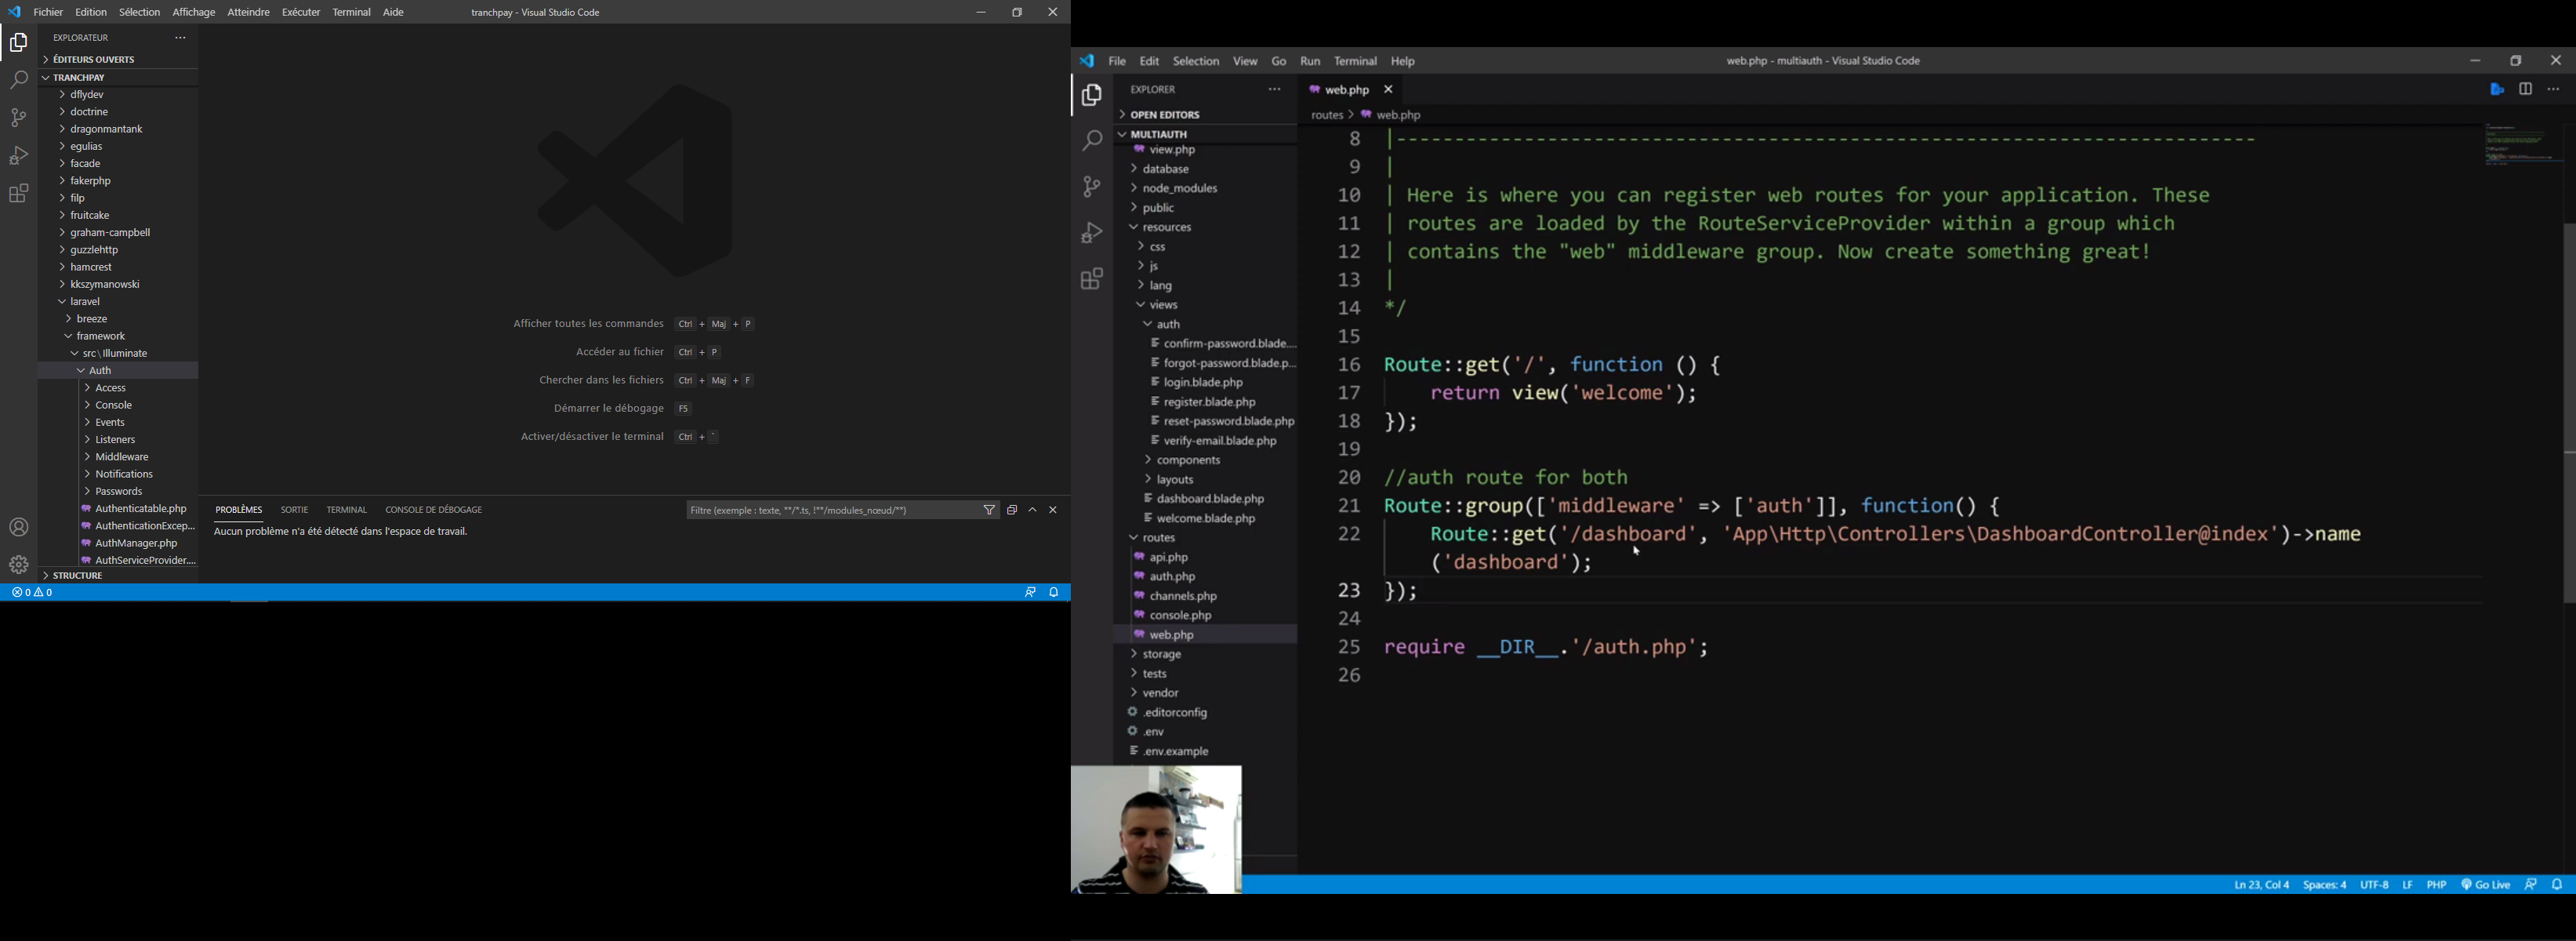 Fichier Edition Sélection Affichage Atteindre Exécuter Terminal Aide
tranchpay - Visual Studio Code
EXPLORATEUR
ÉDITEURS OUVERTS
TRANCHPAY
dflydev
doctrine
dragonmantank
egulias
facade
fakerphp
filp
fruitcake
graham-campbell
guzzlehttp
hamcrest
kkszymanowski
laravel
breeze
framework
src\Illuminate
Auth
Access
Console
Events
Listeners
Middleware
Notifications
Passwords
Authenticatable.php
AuthenticationExcep...
AuthManager.php
AuthServiceProvider....
STRUCTURE
Afficher toutes les commandes Ctrl + Maj + P
Accéder au fichier Ctrl + P
Chercher dans les fichiers Ctrl + Maj + F
Démarrer le débogage F5
Activer/désactiver le terminal Ctrl + `
PROBLÈMES SORTIE TERMINAL CONSOLE DE DÉBOGAGE
Filtre (exemple : texte, **/*.ts, !**/modules_nœud/**)
Aucun problème n'a été détecté dans l'espace de travail.
0 0
File Edit Selection View Go Run Terminal Help
web.php - multiauth - Visual Studio Code
EXPLORER
OPEN EDITORS
MULTIAUTH
view.php
database
node_modules
public
resources
css
js
lang
views
auth
confirm-password.blade....
forgot-password.blade.p...
login.blade.php
register.blade.php
reset-password.blade.php
verify-email.blade.php
components
layouts
dashboard.blade.php
welcome.blade.php
routes
api.php
auth.php
channels.php
console.php
web.php
storage
tests
vendor
.editorconfig
.env
.env.example
web.php
routes > web.php
8 |--------------------------------------------------------------------------
9 |
10 | Here is where you can register web routes for your application. These
11 | routes are loaded by the RouteServiceProvider within a group which
12 | contains the "web" middleware group. Now create something great!
13 |
14 */
15
16 Route::get('/', function () {
17 return view('welcome');
18 });
19
20 //auth route for both
21 Route::group(['middleware' => ['auth']], function() {
22 Route::get('/dashboard', 'App\Http\Controllers\DashboardController@index')->name
('dashboard');
23 });
24
25 require __DIR__.'/auth.php';
26
Ln 23, Col 4 Spaces: 4 UTF-8 LF PHP Go Live